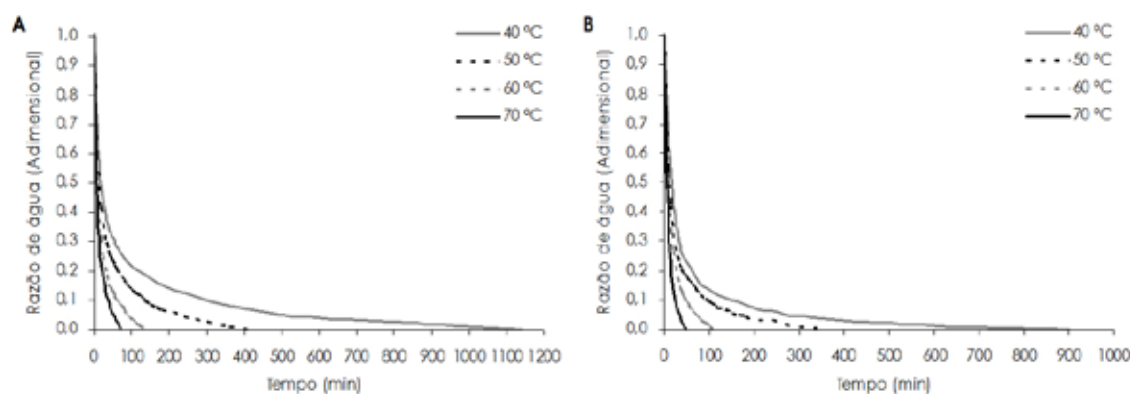 A
B
40 ºC
50 ºC
60 ºC
70 ºC
Razão de água (Adimensional)
1.0
0.9
0.8
0.7
0.6
0.5
0.4
0.3
0.2
0.1
0.0
0 100 200 300 400 500 600 700 800 900 1000 1100 1200
Tempo (min)
40 ºC
50 ºC
60 ºC
70 ºC
Razão de água (Adimensional)
1.0
0.9
0.8
0.7
0.6
0.5
0.4
0.3
0.2
0.1
0.0
0 100 200 300 400 500 600 700 800 900 1000
Tempo (min)